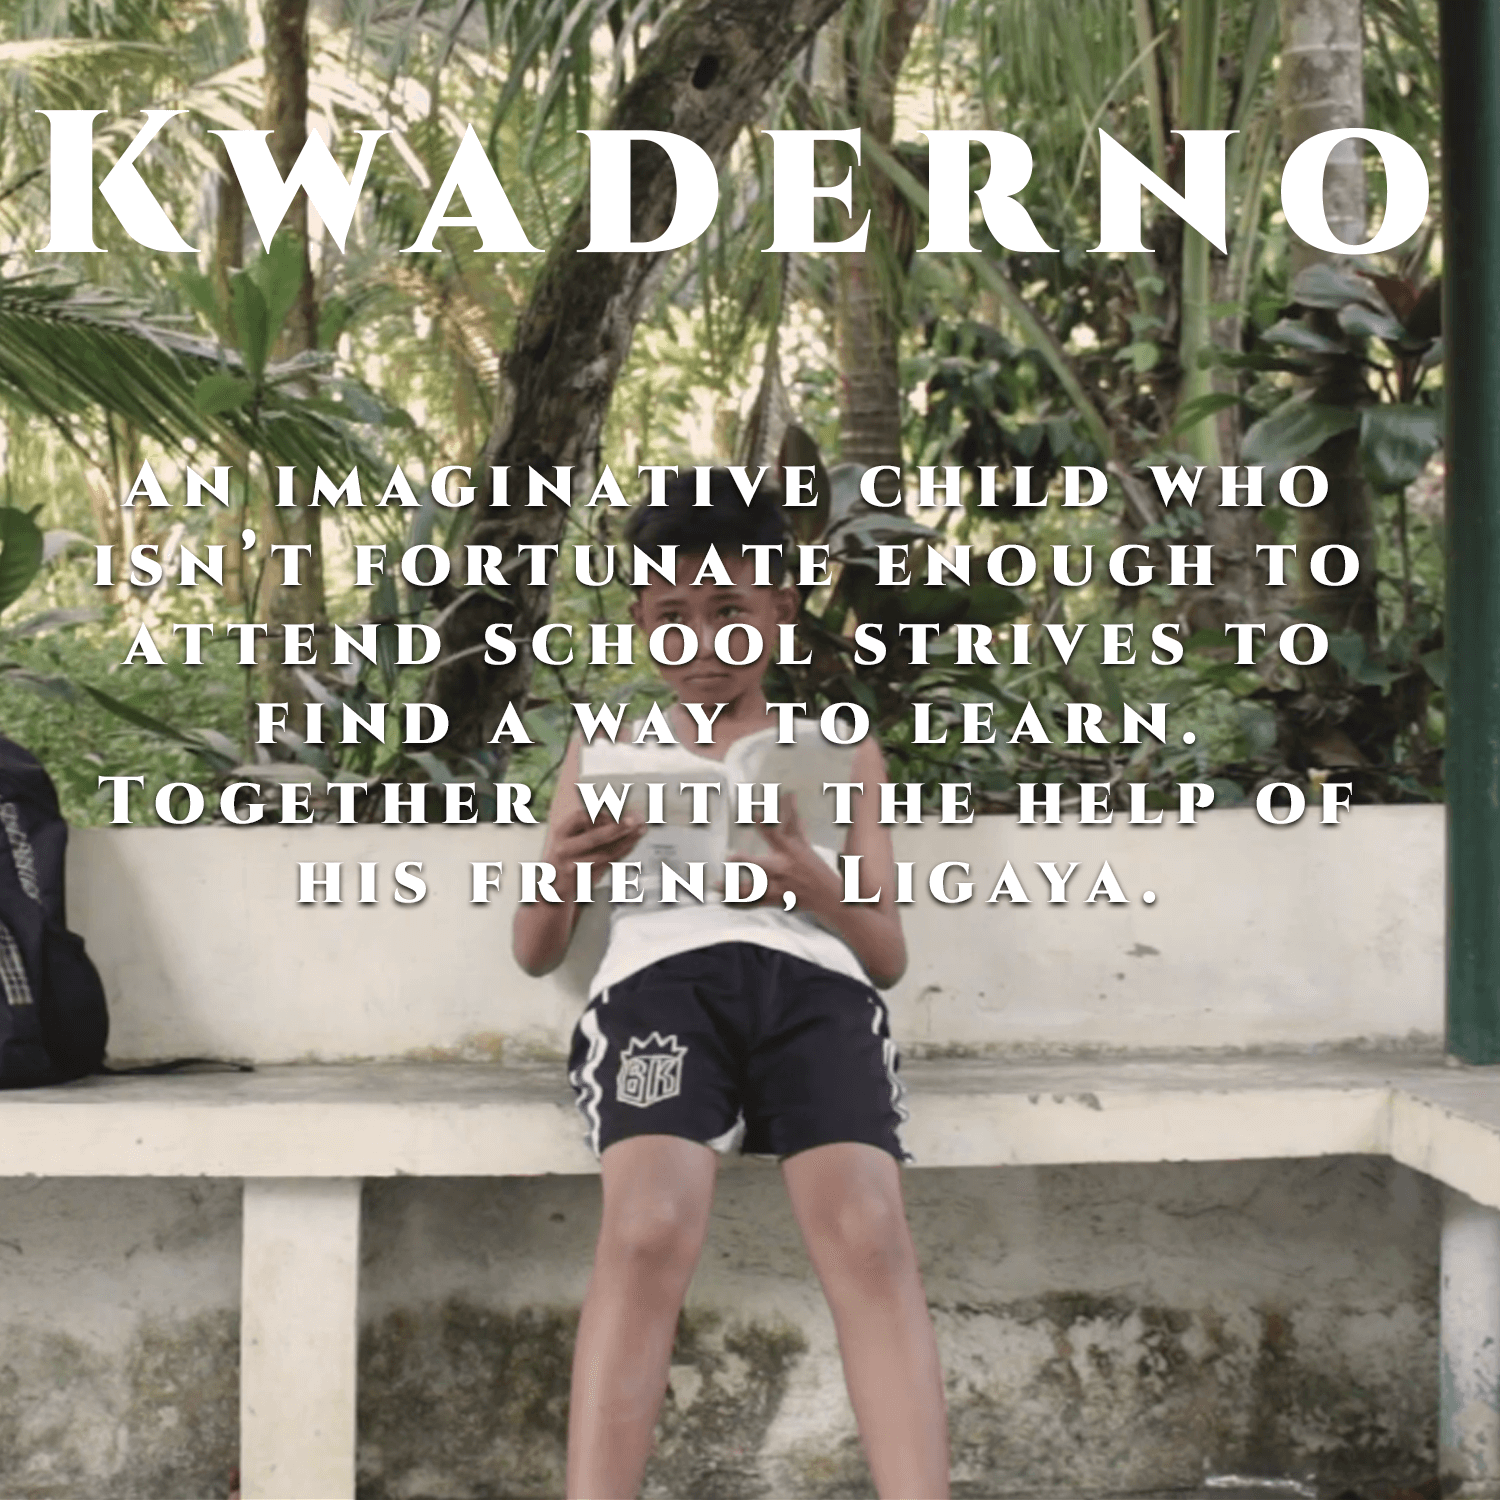 Kwaderno
An imaginative child who
isn't fortunate enough to
attend school strives to
find a way to learn.
Together with the help of
his friend, Ligaya.
BK